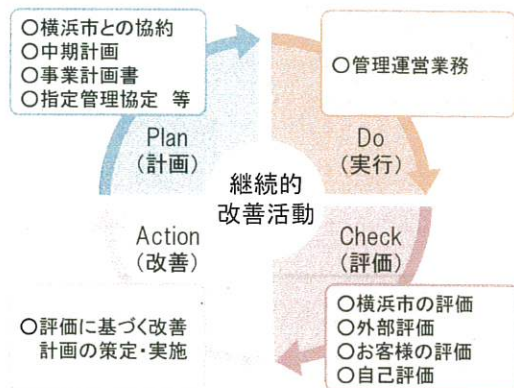 ○横浜市との協約
○中期計画
○事業計画書
○指定管理協定 等
○管理運営業務
Plan
(計画)
Do
(実行)
継続的
改善活動
Action
(改善)
Check
(評価)
○評価に基づく改善
計画の策定・実施
○横浜市の評価
○外部評価
○お客様の評価
○自己評価